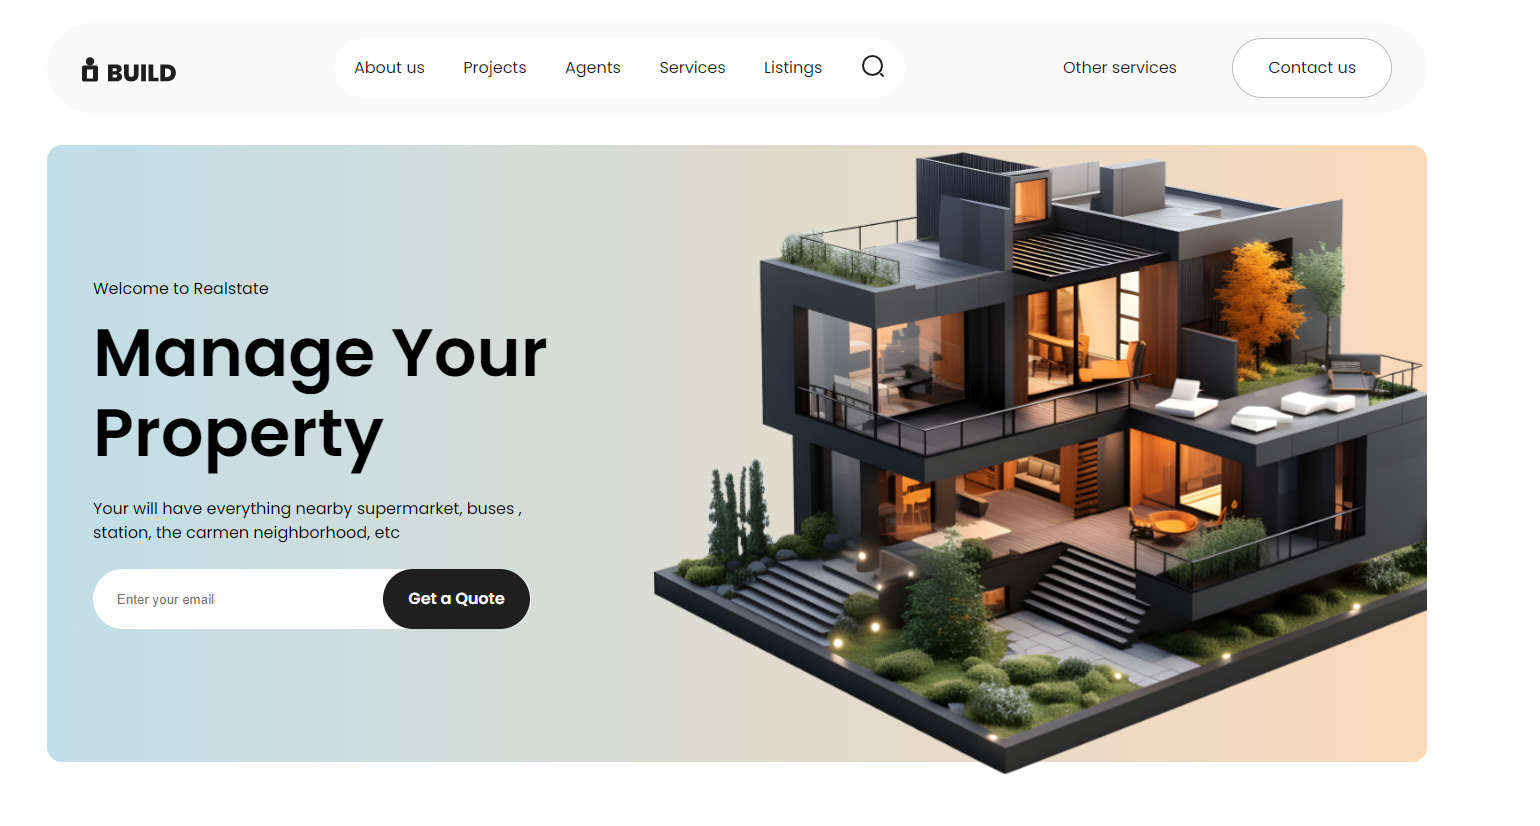 BUILD
About us
Projects
Agents
Services
Listings
Other services
Contact us
Welcome to Realstate
Manage Your
Property
Your will have everything nearby supermarket, buses ,
station, the carmen neighborhood, etc
Enter your email
Get a Quote